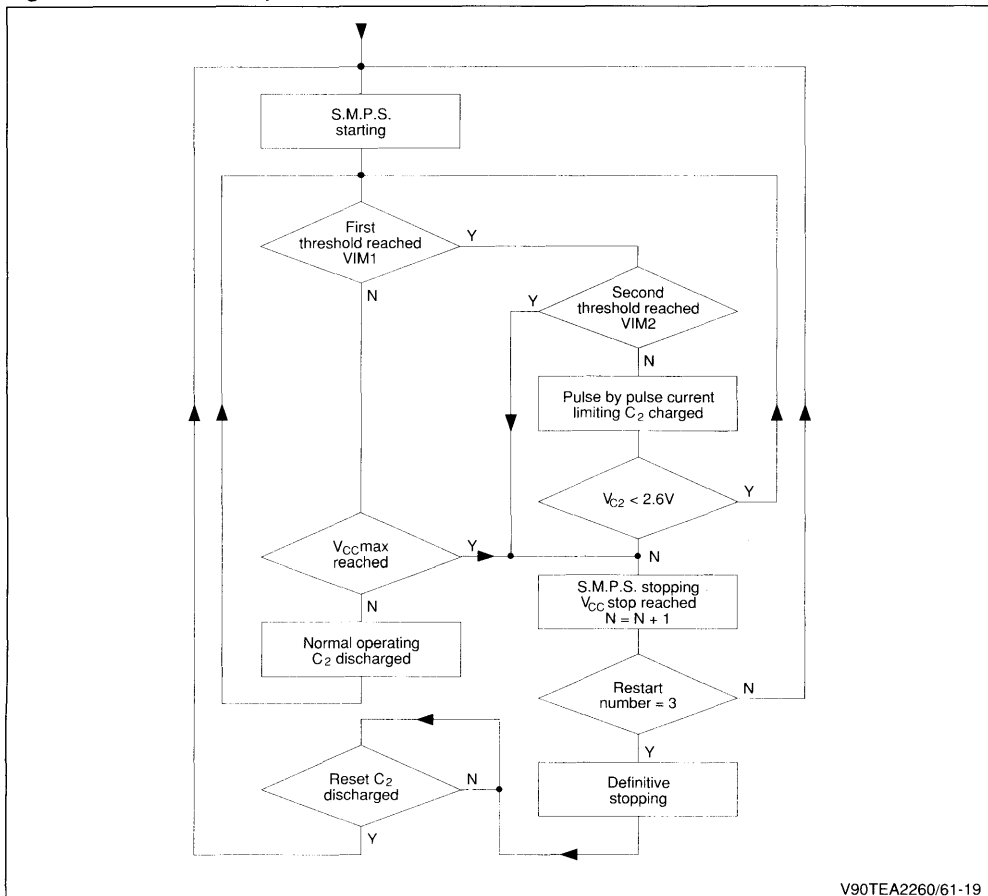 S.M.P.S.
starting
First
threshold reached
VIM1
Y
N
Second
threshold reached
VIM2
Y
N
Pulse by pulse current
limiting C2 charged
VC2 < 2.6V
Y
N
VCCmax
reached
Y
N
S.M.P.S. stopping
VCC stop reached
N = N + 1
Normal operating
C2 discharged
Restart
number = 3
N
Y
Reset C2
discharged
N
Y
Definitive
stopping
V90TEA2260/61-19